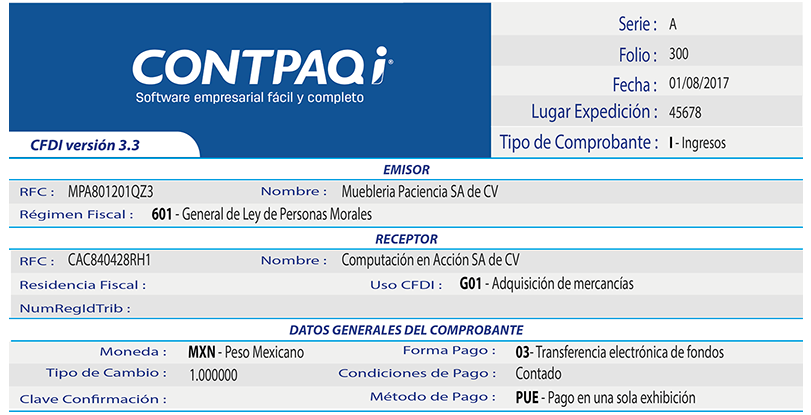 CONTPAQi®
Software empresarial fácil y completo
CFDI versión 3.3
Serie : A
Folio : 300
Fecha : 01/08/2017
Lugar Expedición : 45678
Tipo de Comprobante : I - Ingresos
EMISOR
RFC : MPA801201QZ3 Nombre : Muebleria Paciencia SA de CV
Régimen Fiscal : 601 - General de Ley de Personas Morales
RECEPTOR
RFC : CAC840428RH1 Nombre : Computación en Acción SA de CV
Residencia Fiscal : Uso CFDI : G01 - Adquisición de mercancías
NumRegIdTrib :
DATOS GENERALES DEL COMPROBANTE
Moneda : MXN - Peso Mexicano Forma Pago : 03- Transferencia electrónica de fondos
Tipo de Cambio : 1.000000 Condiciones de Pago : Contado
Clave Confirmación : Método de Pago : PUE - Pago en una sola exhibición